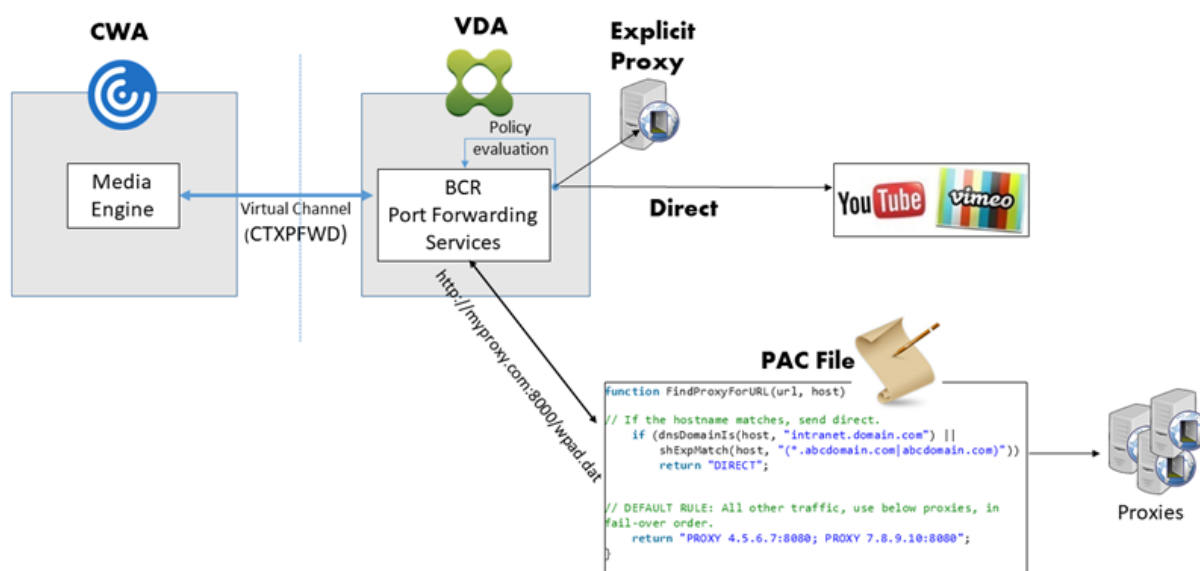 CWA
VDA
Explicit
Proxy
Policy
evaluation
Media
Engine
Virtual Channel
(CTXPFWD)
BCR
Port Forwarding
Services
Direct
YouTube
vimeo
http://myproxy.com:8000/wpad.dat
PAC File
function FindProxyForURL(url, host)
// If the hostname matches, send direct.
if (dnsDomainIs(host, "intranet.domain.com") ||
shExpMatch(host, "(*.abcdomain.com|abcdomain.com)"))
return "DIRECT";
// DEFAULT RULE: All other traffic, use below proxies, in
fail-over order.
return "PROXY 4.5.6.7:8080; PROXY 7.8.9.10:8080";
}
Proxies